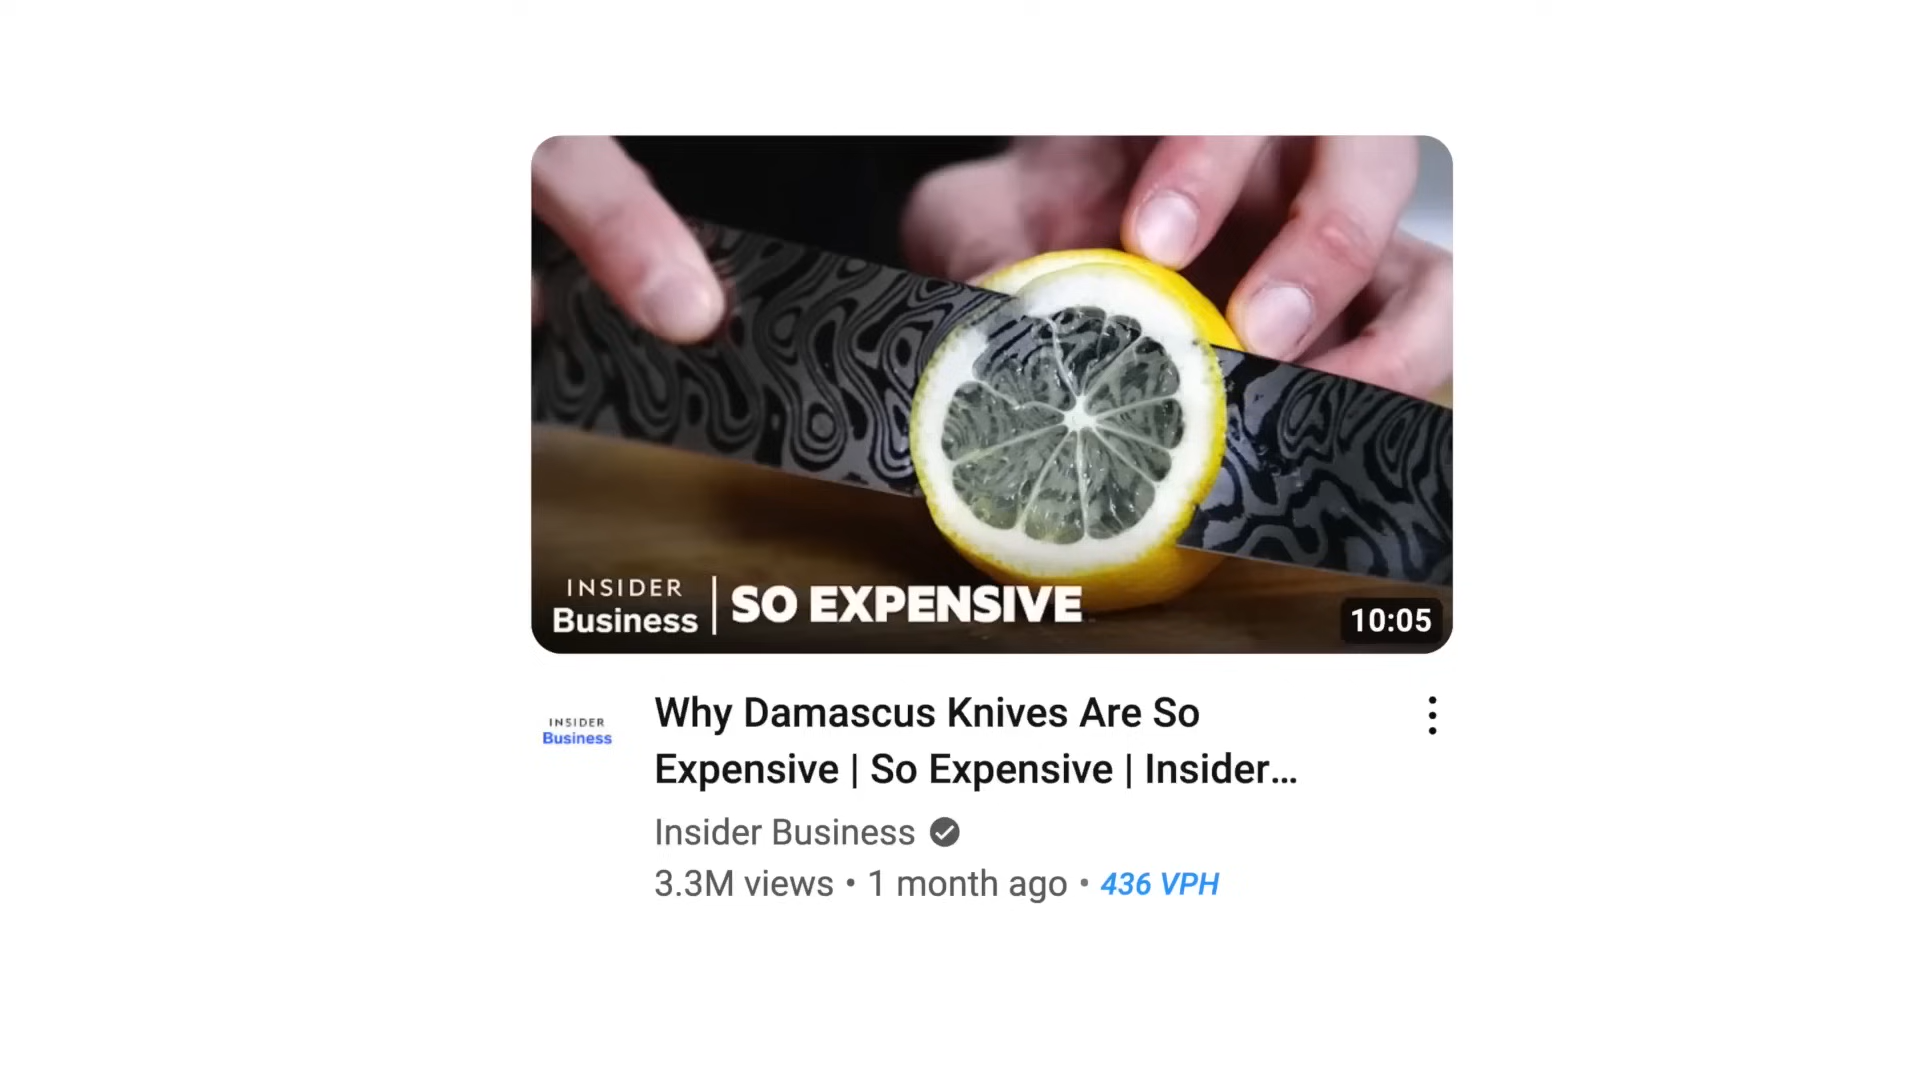 INSIDER
Business
SO EXPENSIVE
10:05
INSIDER
Business
Why Damascus Knives Are So
Expensive | So Expensive | Insider...
Insider Business
3.3M views • 1 month ago • 436 VPH